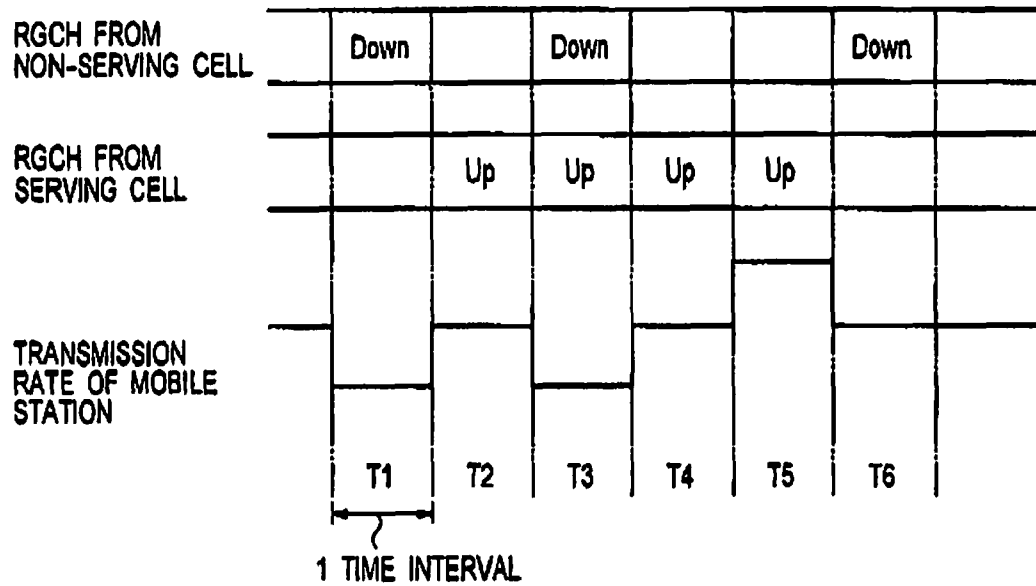 RGCH FROM
NON-SERVING CELL
Down Down Down
RGCH FROM
SERVING CELL
Up Up Up Up
TRANSMISSION
RATE OF MOBILE
STATION
T1 T2 T3 T4 T5 T6
1 TIME INTERVAL